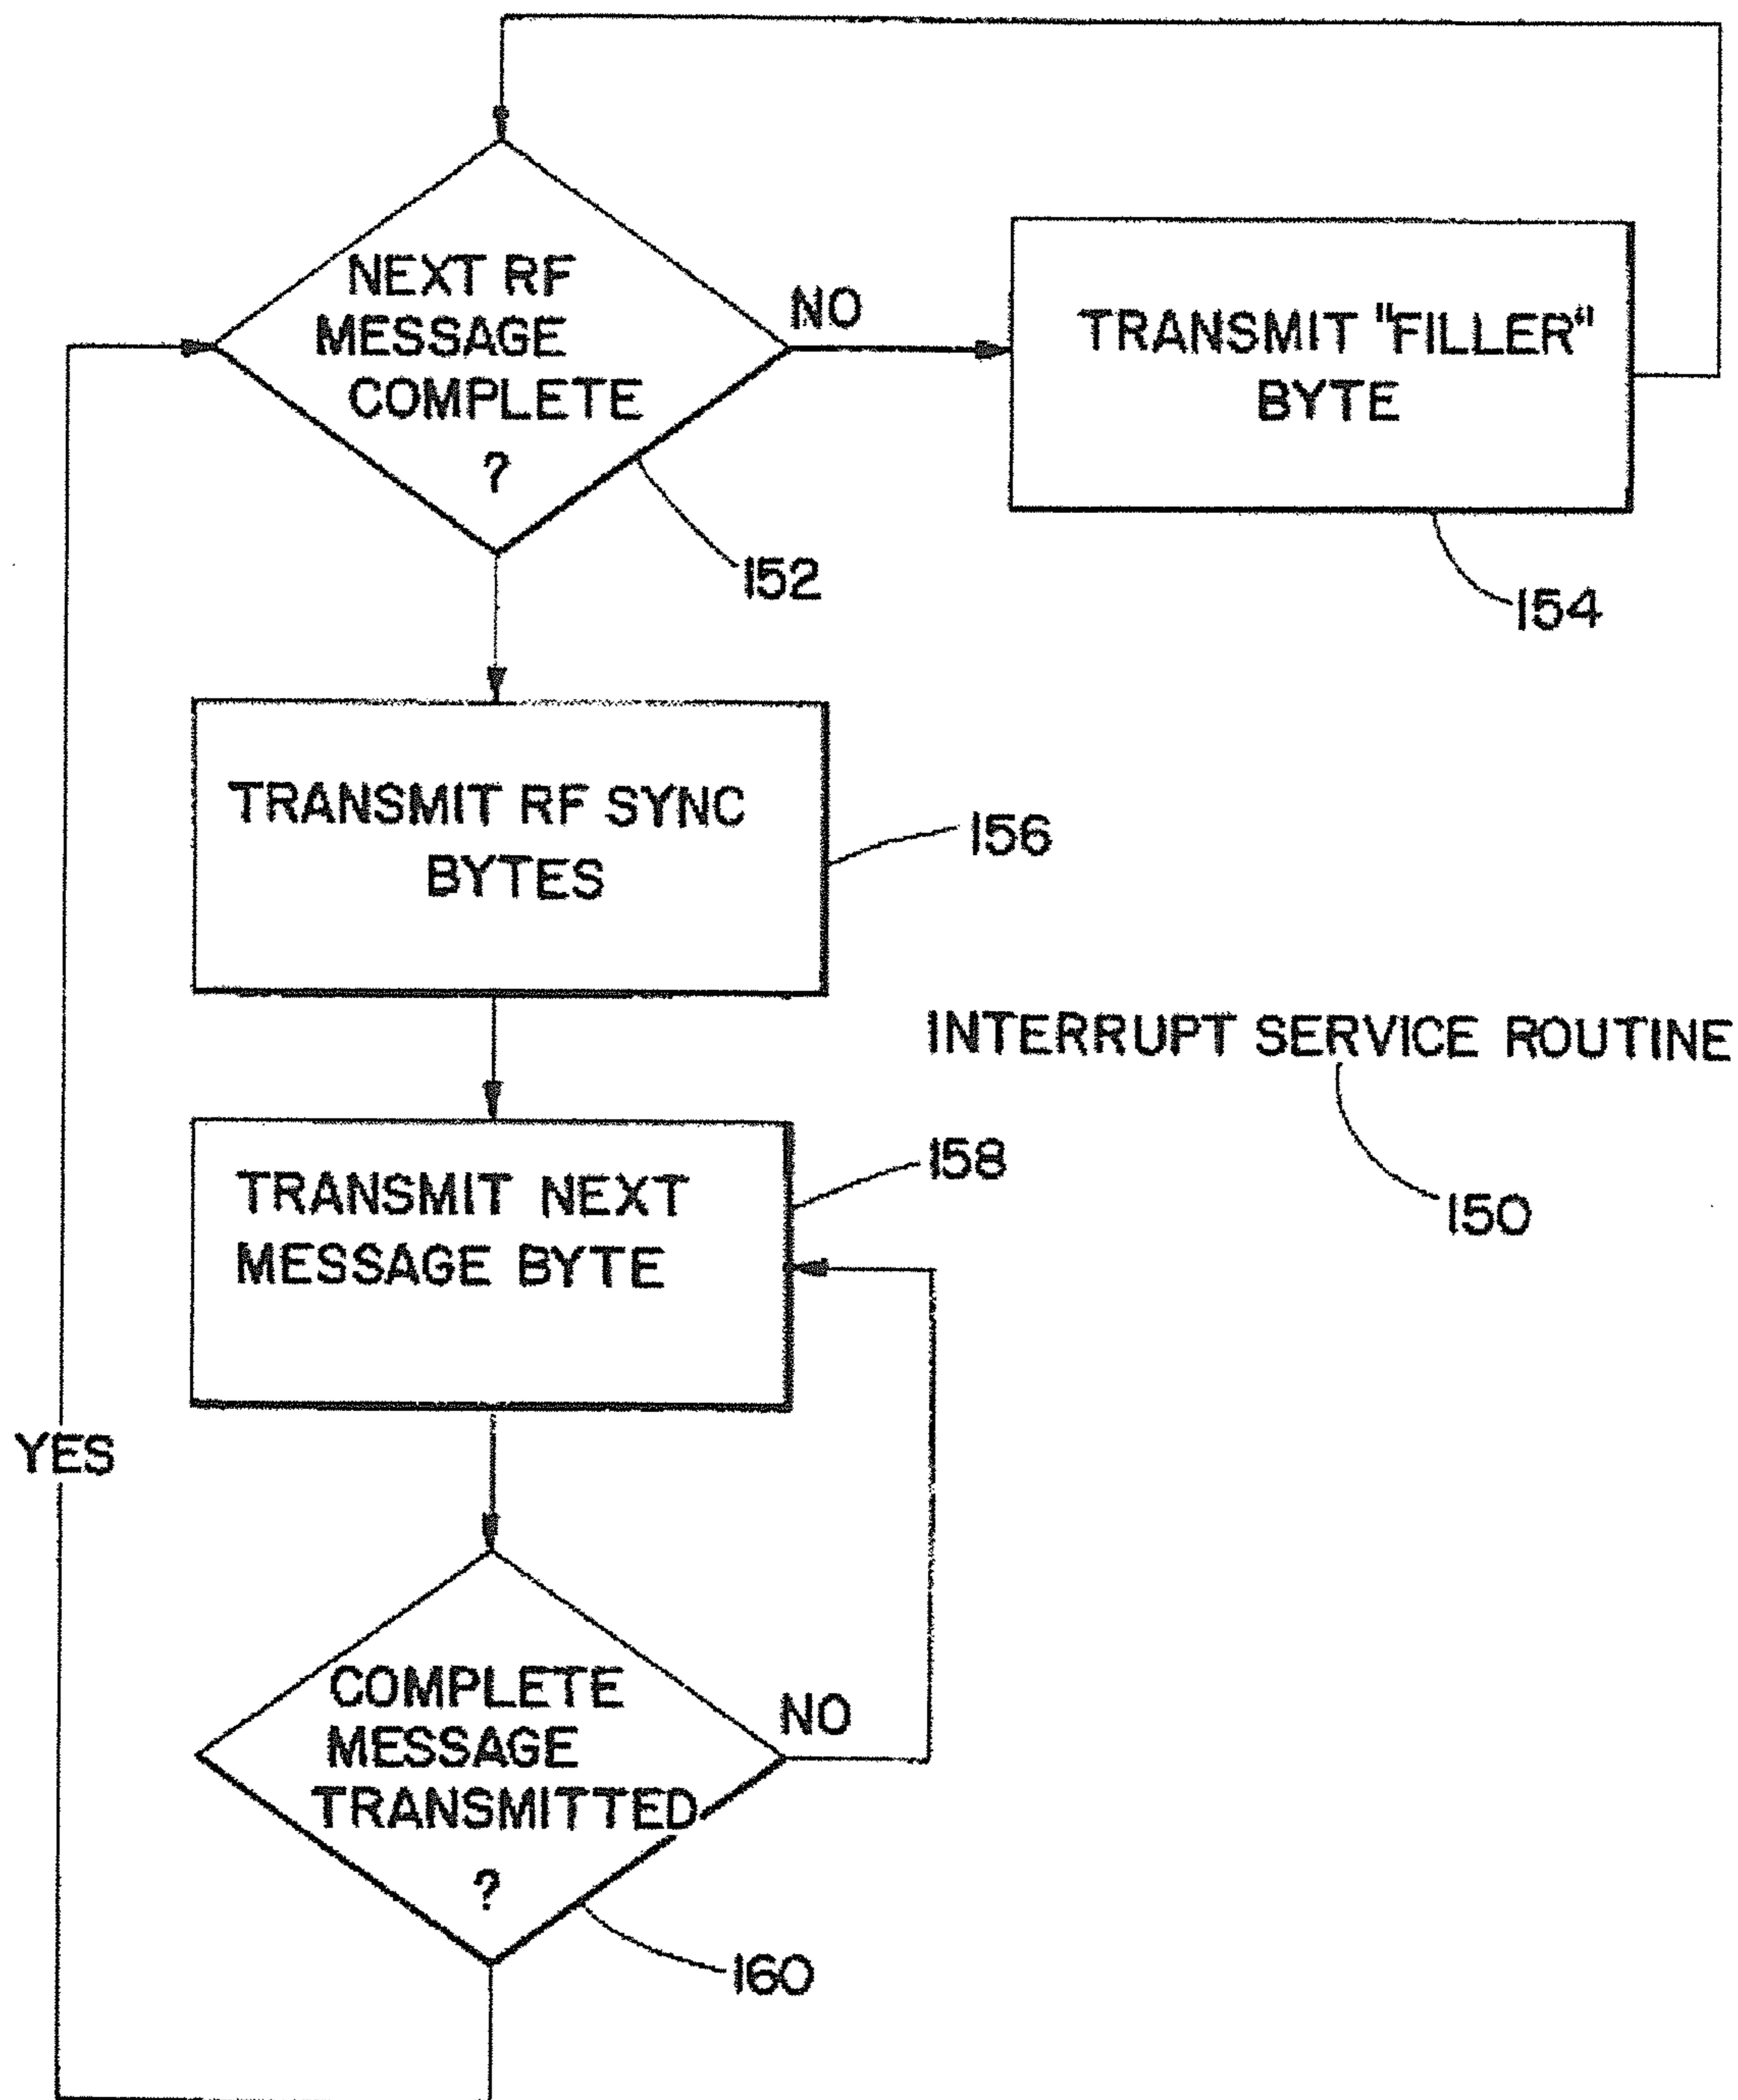 NEXT RF
MESSAGE
COMPLETE
?
NO
TRANSMIT "FILLER"
BYTE
152
154
TRANSMIT RF SYNC
BYTES
156
INTERRUPT SERVICE ROUTINE
150
TRANSMIT NEXT
MESSAGE BYTE
158
YES
COMPLETE
MESSAGE
TRANSMITTED
?
NO
160